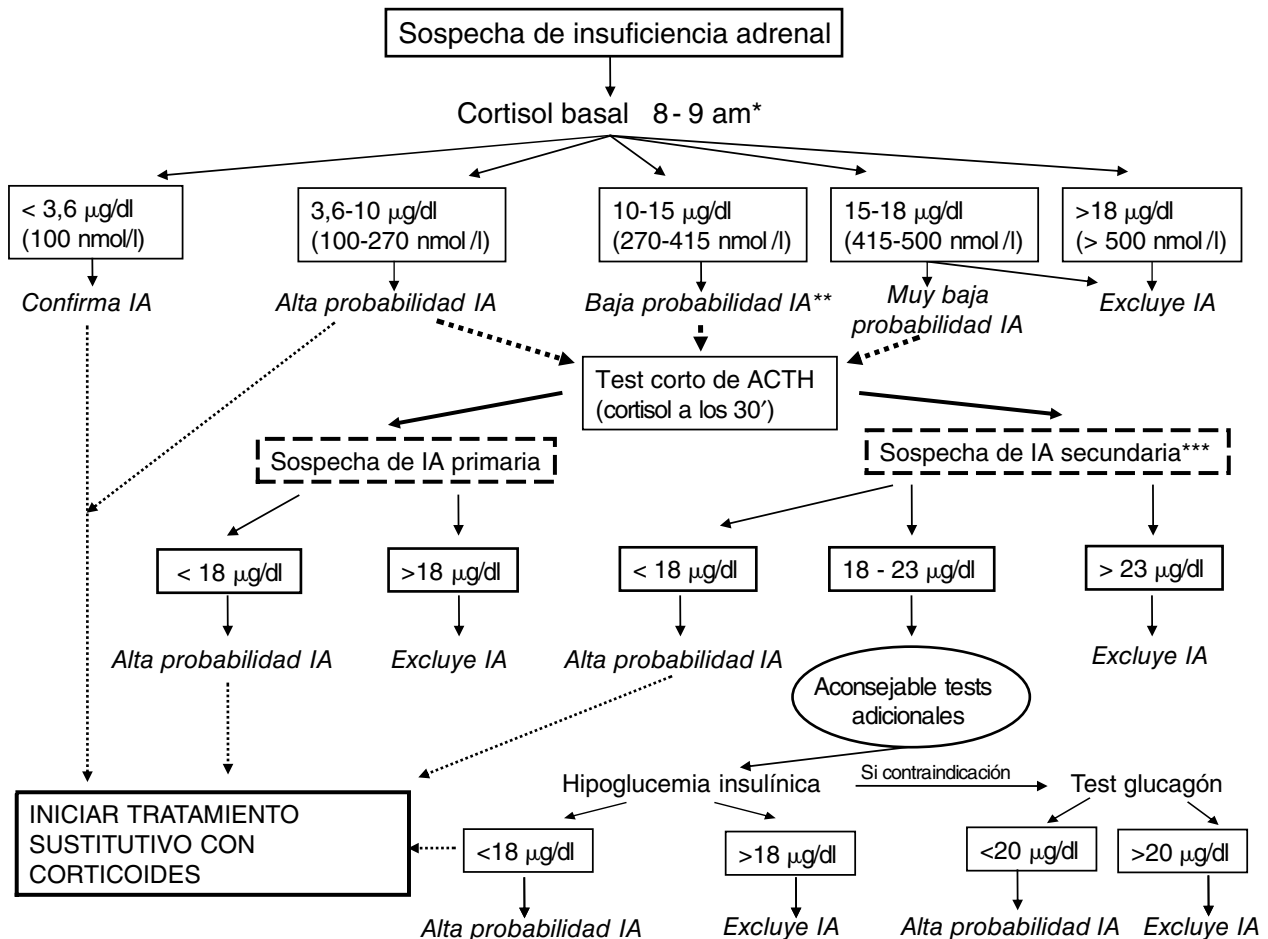 Sospecha de insuficiencia adrenal
Cortisol basal 8 - 9 am*
< 3,6 µg/dl
(100 nmol/l)
3,6-10 µg/dl
(100-270 nmol/l)
10-15 µg/dl
(270-415 nmol/l)
15-18 µg/dl
(415-500 nmol/l)
>18 µg/dl
(> 500 nmol/l)
Confirma IA
Alta probabilidad IA
Baja probabilidad IA**
Muy baja
probabilidad IA
Excluye IA
Test corto de ACTH
(cortisol a los 30′)
Sospecha de IA primaria
Sospecha de IA secundaria***
< 18 µg/dl
>18 µg/dl
< 18 µg/dl
18 - 23 µg/dl
> 23 µg/dl
Alta probabilidad IA
Excluye IA
Alta probabilidad IA
Excluye IA
Aconsejable tests
adicionales
Hipoglucemia insulínica
Si contraindicación
Test glucagón
INICIAR TRATAMIENTO
SUSTITUTIVO CON
CORTICOIDES
<18 µg/dl
>18 µg/dl
<20 µg/dl
>20 µg/dl
Alta probabilidad IA
Excluye IA
Alta probabilidad IA
Excluye IA